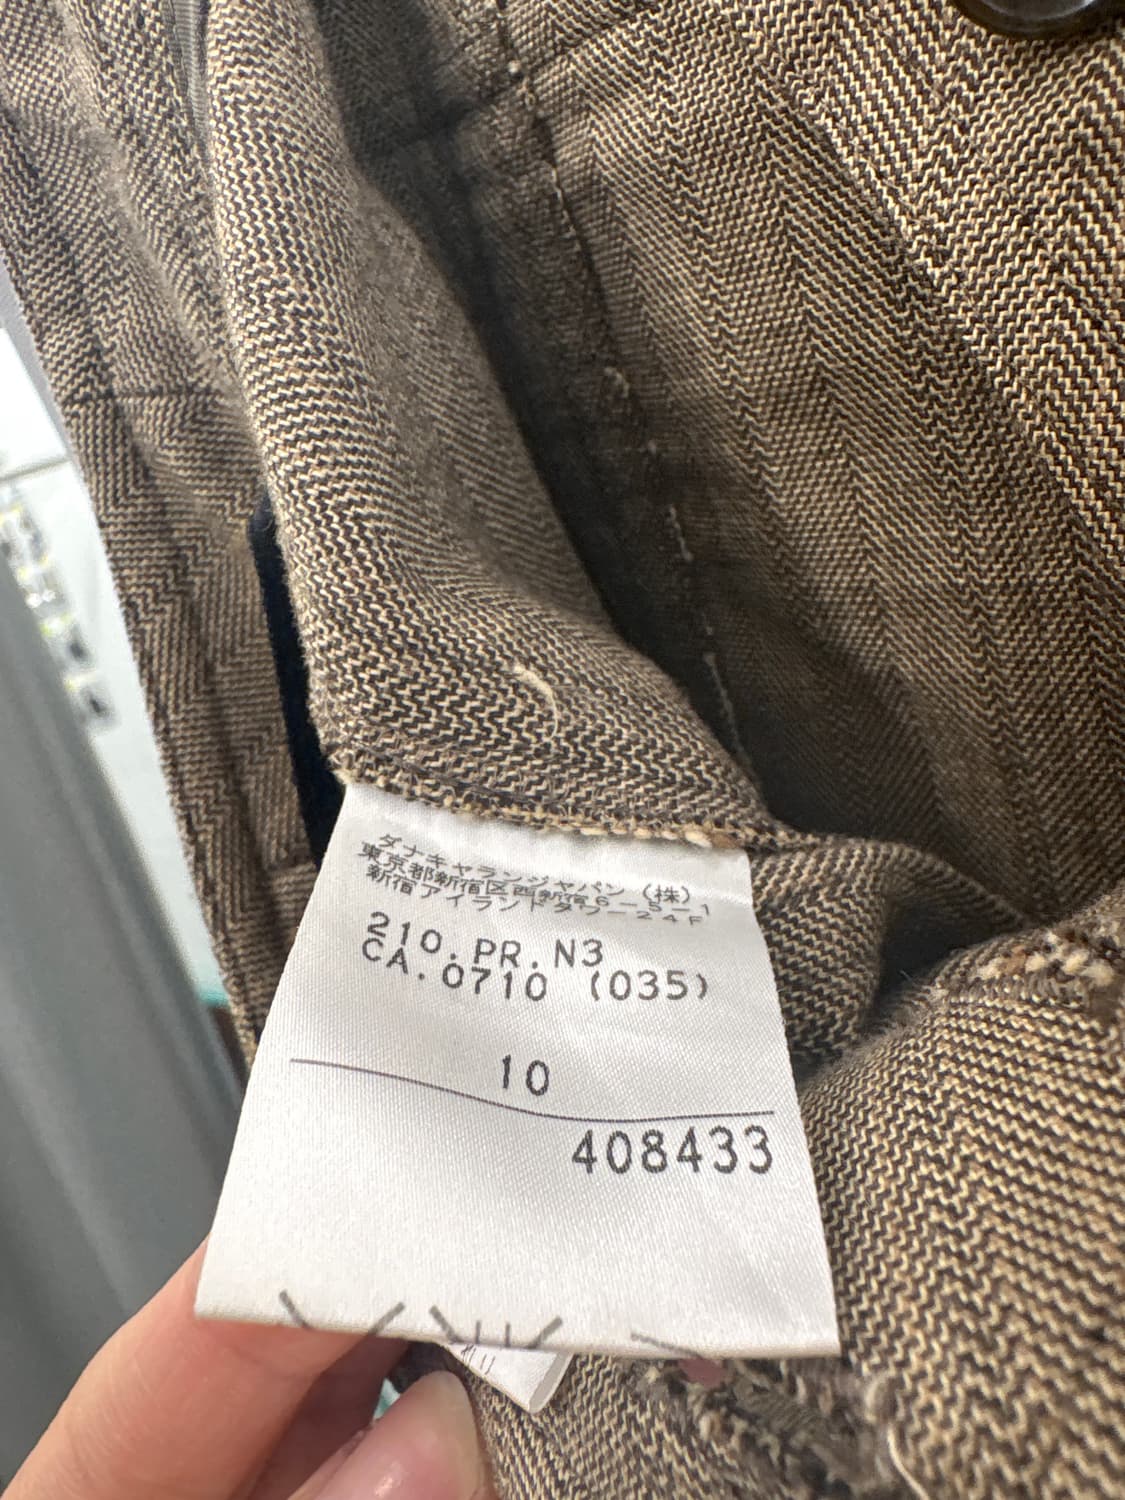 ダナキャランジャパン (株)
東京都新宿区西新宿6-5-1
新宿アイランドタワー24F
210.PR.N3
CA.0710 (035)
10
408433